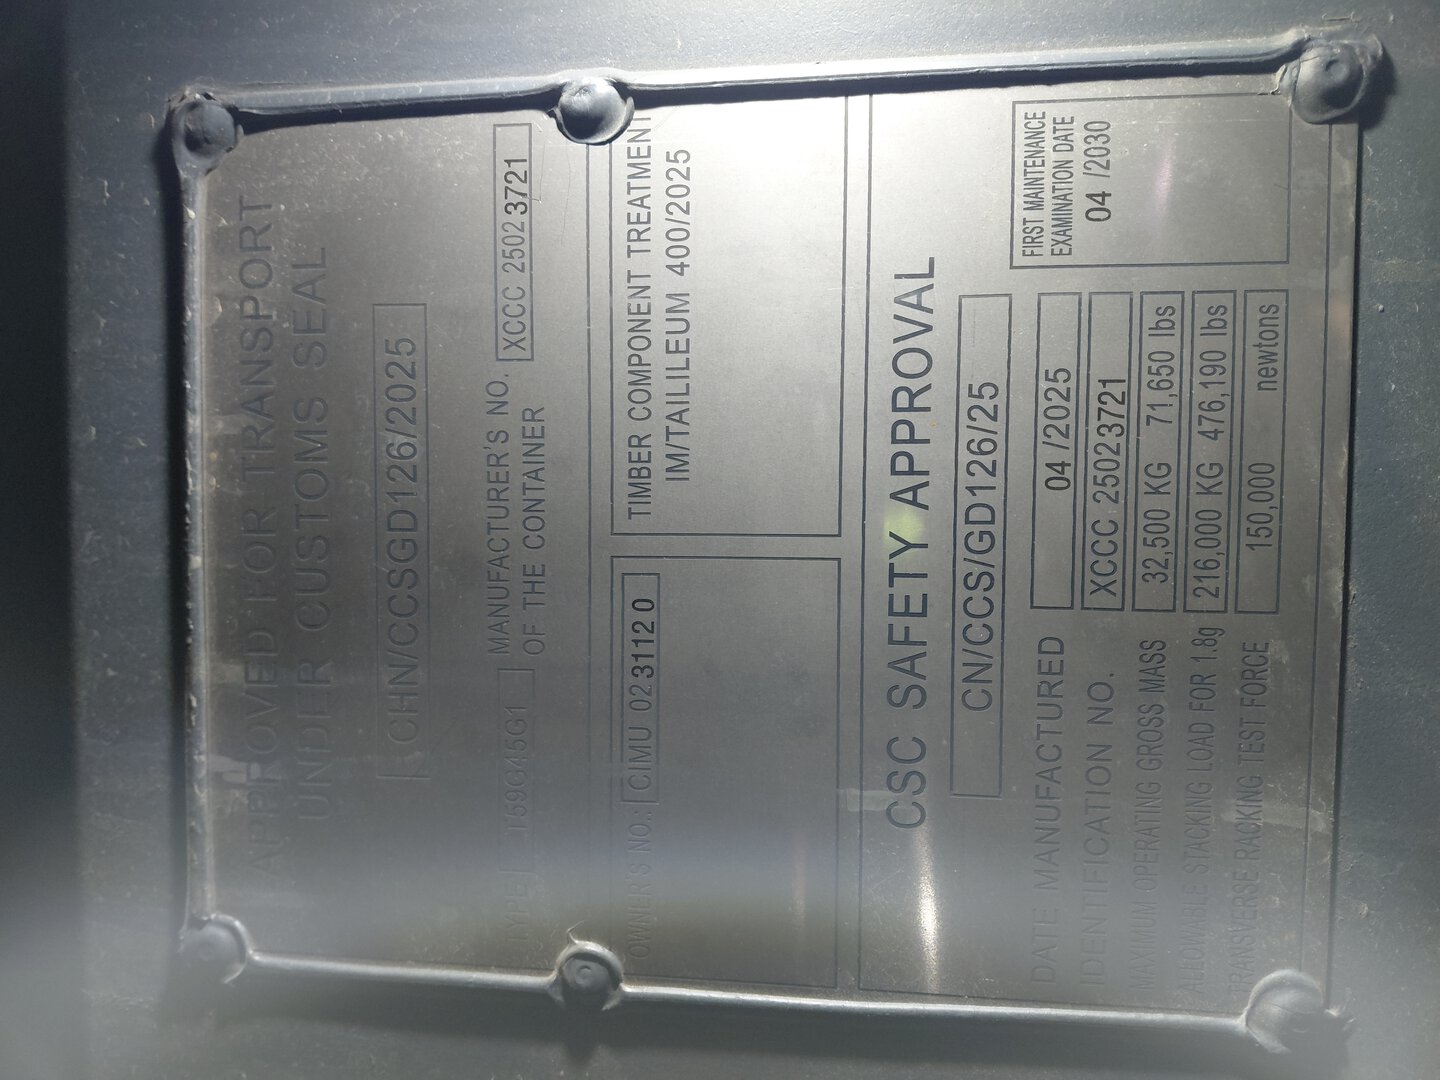 APPROVED FOR TRANSPORT
UNDER CUSTOMS SEAL
CHN/CCSGD126/2025
TYPE 159G45G1 MANUFACTURER'S NO. OF THE CONTAINER XCCC 25023721
OWNER'S NO.: CIMU 023112 0
TIMBER COMPONENT TREATMENT
IM/TAILILEUM 400/2025
CSC SAFETY APPROVAL
CN/CCS/GD126/25
DATE MANUFACTURED 04 /2025
IDENTIFICATION NO. XCCC 25023721
MAXIMUM OPERATING GROSS MASS 32,500 KG 71,650 lbs
ALLOWABLE STACKING LOAD FOR 1.8g 216,000 KG 476,190 lbs
TRANSVERSE RACKING TEST FORCE 150,000 newtons
FIRST MAINTENANCE
EXAMINATION DATE
04 /2030